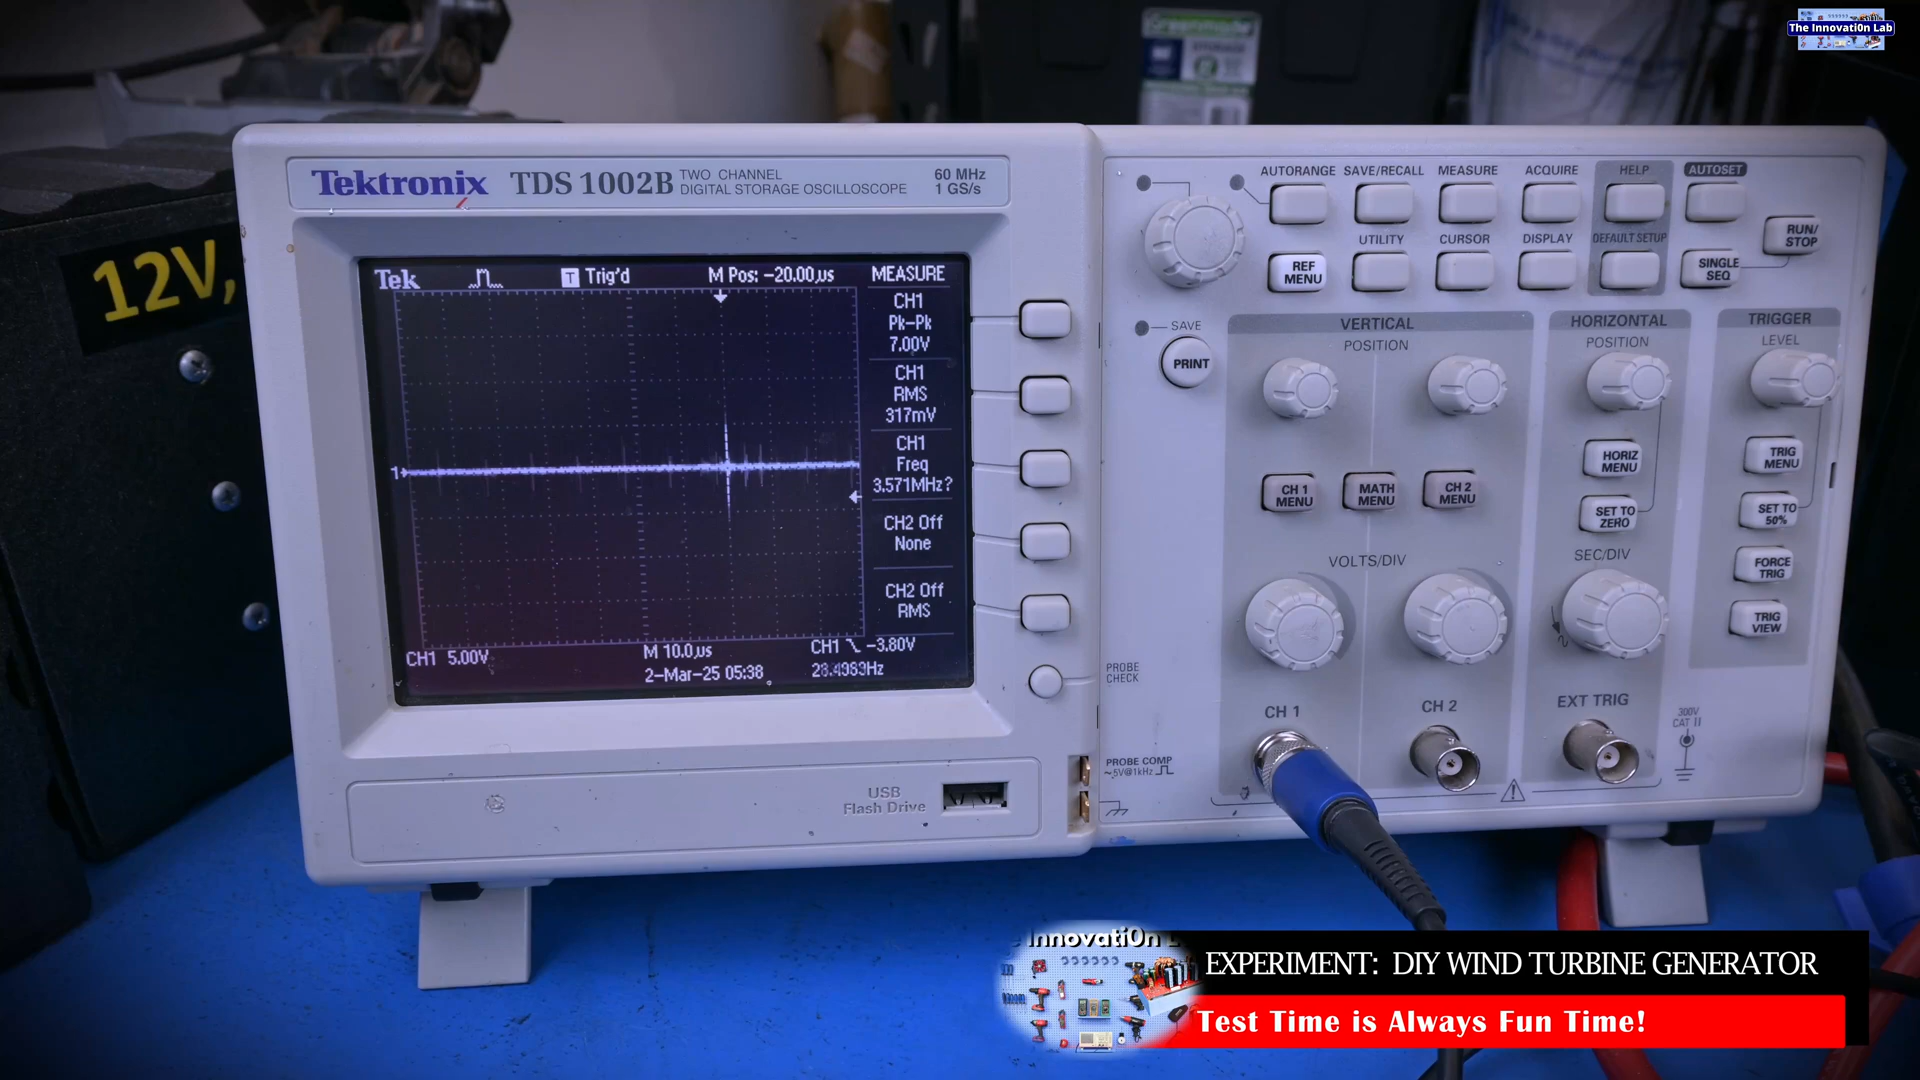 The Innovati0n Lab
12V,
Tektronix TDS 1002B TWO CHANNEL
DIGITAL STORAGE OSCILLOSCOPE
60 MHz
1 GS/s
Tek
T Trig'd
M Pos: -20.00µs
MEASURE
CH1
Pk-Pk
7.00V
CH1
RMS
317mV
CH1
Freq
3.571MHz?
CH2 Off
None
CH2 Off
RMS
1
CH1 5.00V
M 10.0µs
CH1 -3.80V
2-Mar-25 05:38
28.4983Hz
USB
Flash Drive
AUTORANGE SAVE/RECALL MEASURE ACQUIRE HELP AUTOSET
REF
MENU
UTILITY CURSOR DISPLAY DEFAULT SETUP
SINGLE
SEQ
RUN/
STOP
SAVE
PRINT
VERTICAL
POSITION
CH 1
MENU
MATH
MENU
CH 2
MENU
VOLTS/DIV
HORIZONTAL
POSITION
HORIZ
MENU
SET TO
ZERO
SEC/DIV
TRIGGER
LEVEL
TRIG
MENU
SET TO
50%
FORCE
TRIG
TRIG
VIEW
PROBE
CHECK
CH 1
CH 2
EXT TRIG
300V
CAT II
PROBE COMP
~5V@1kHz
Innovati0n
EXPERIMENT: DIY WIND TURBINE GENERATOR
Test Time is Always Fun Time!